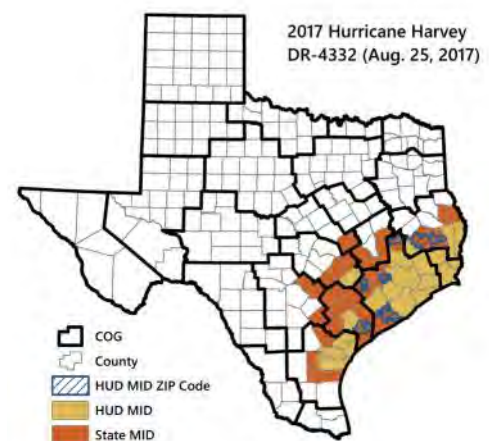 2017 Hurricane Harvey
DR-4332 (Aug. 25, 2017)
COG
County
HUD MID ZIP Code
HUD MID
State MID